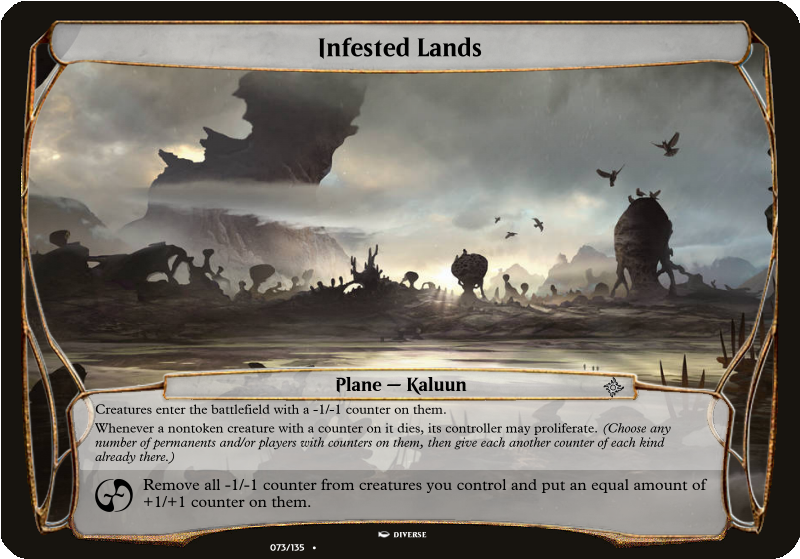 Infested Lands
Plane — Kaluun
Creatures enter the battlefield with a -1/-1 counter on them.
Whenever a nontoken creature with a counter on it dies, its controller may proliferate. (Choose any
number of permanents and/or players with counters on them, then give each another counter of each kind
already there.)
Remove all -1/-1 counter from creatures you control and put an equal amount of
+1/+1 counter on them.
DIVERSE
073/135 •